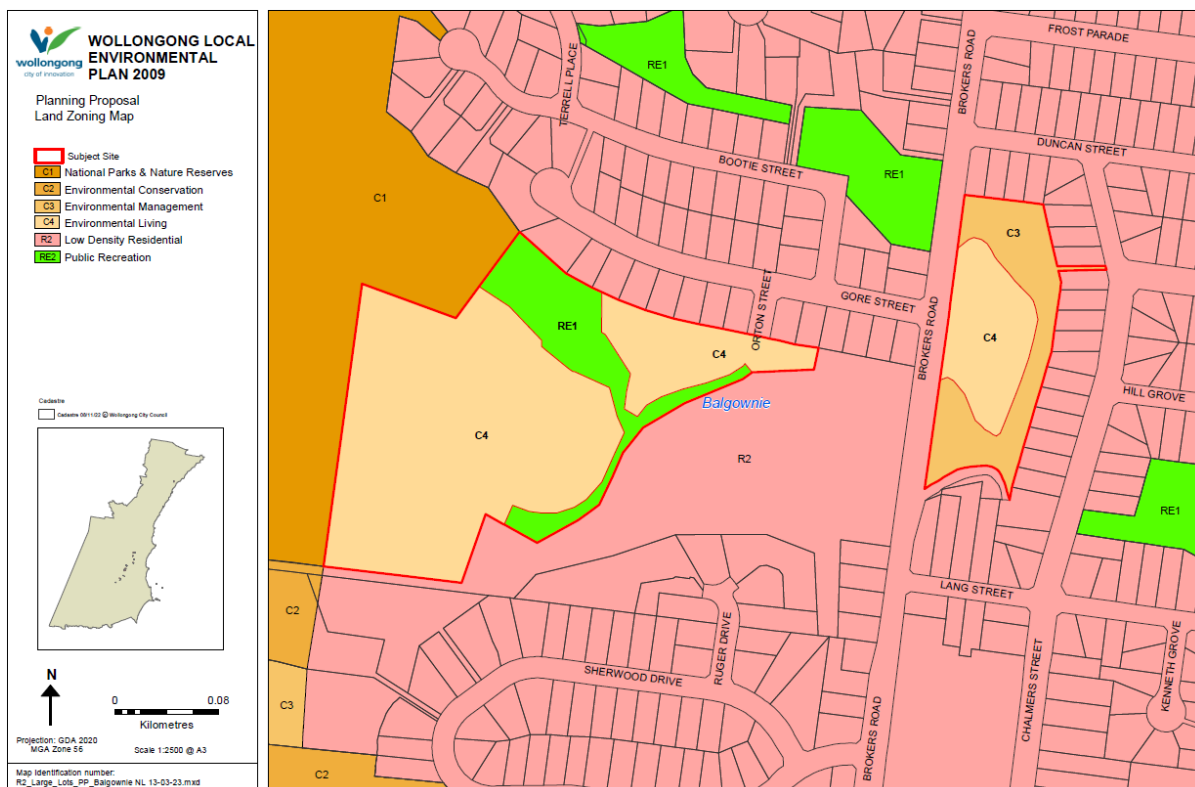 wollongong
city of innovation
WOLLONGONG LOCAL
ENVIRONMENTAL
PLAN 2009
Planning Proposal
Land Zoning Map
Subject Site
C1 National Parks & Nature Reserves
C2 Environmental Conservation
C3 Environmental Management
C4 Environmental Living
R2 Low Density Residential
RE2 Public Recreation
Cadastre
Cadastre 08/11/22 © Wollongong City Council
N
0 0.08
Kilometres
Projection: GDA 2020
MGA Zone 56
Scale 1:2500 @ A3
Map Identification number:
R2_Large_Lots_PP_Balgownie NL 13-03-23.mxd
FROST PARADE
BROKERS ROAD
TERRELL PLACE
RE1
DUNCAN STREET
BOOTIE STREET
RE1
C1
C3
GORE STREET
ORTON STREET
BROKERS ROAD
RE1
C4
C4
HILL GROVE
Balgownie
C4
R2
RE1
LANG STREET
C2
RUGER DRIVE
SHERWOOD DRIVE
CHALMERS STREET
KENNETH GROVE
C3
BROKERS ROAD
C2